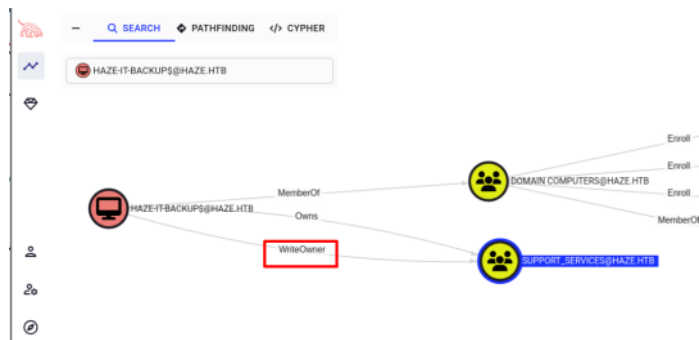 SEARCH PATHFINDING </> CYPHER
HAZE-IT-BACKUP$@HAZE.HTB
Enroll
Enroll
DOMAIN COMPUTERS@HAZE.HTB
MemberOf
Enroll
HAZE-IT-BACKUP$@HAZE.HTB
Owns
MemberOf
WriteOwner
SUPPORT_SERVICES@HAZE.HTB